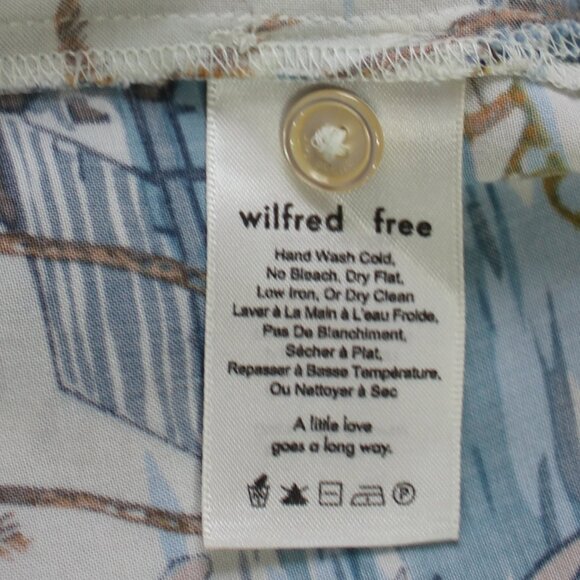 wilfred free
Hand Wash Cold,
No Bleach, Dry Flat,
Low Iron, Or Dry Clean
Laver à La Main à L'eau Froide,
Pas De Blanchiment,
Sécher à Plat,
Repasser à Basse Température,
Ou Nettoyer à Sec
A little love
goes a long way.
P